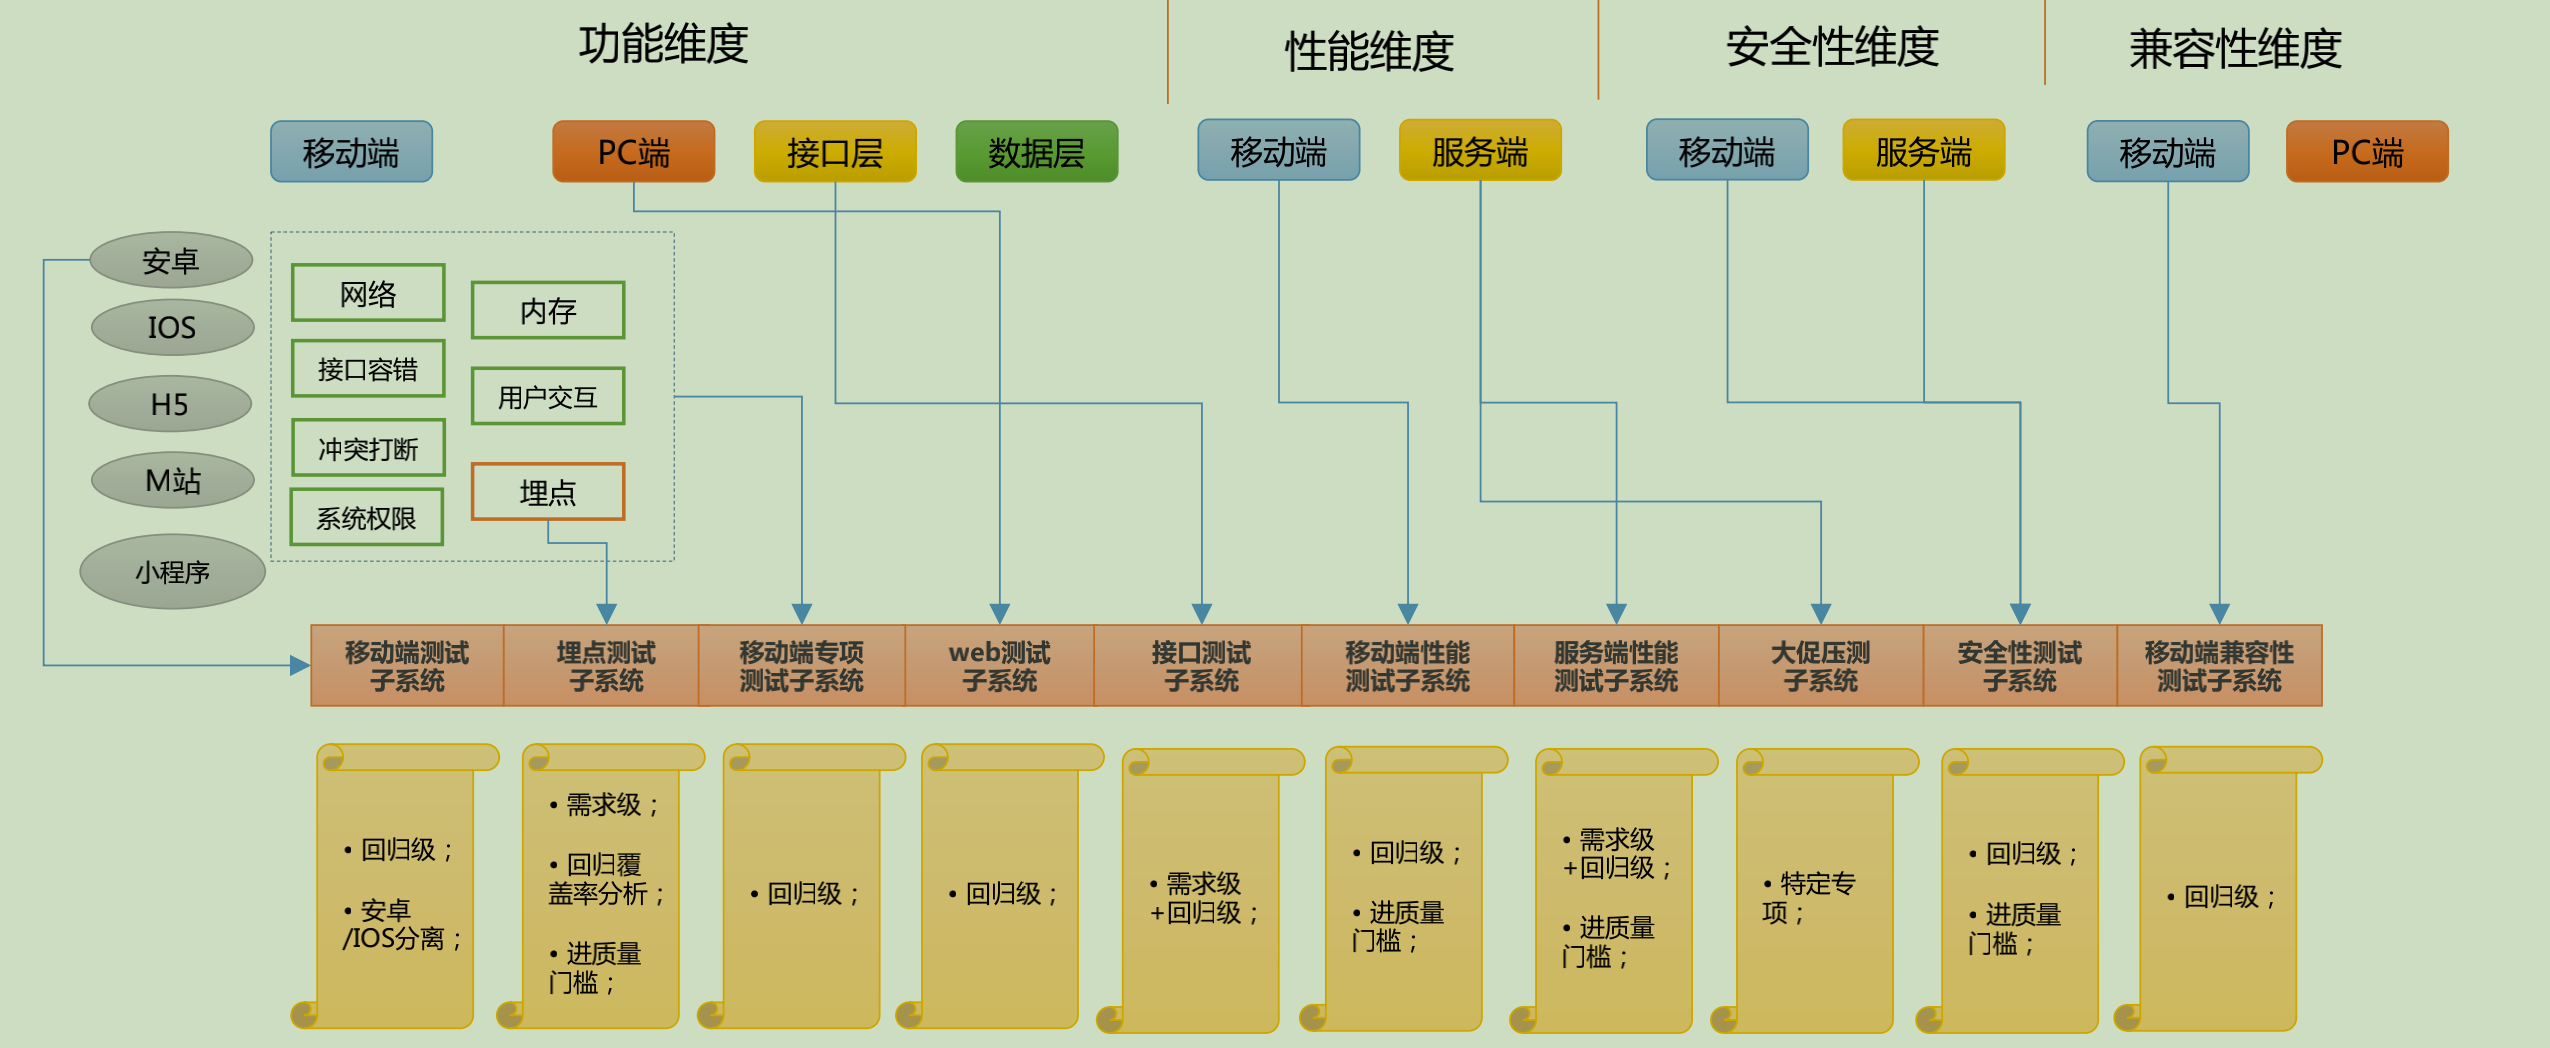 功能维度
性能维度
安全性维度
兼容性维度
移动端
PC端
接口层
数据层
移动端
服务端
移动端
服务端
移动端
PC端
安卓
IOS
H5
M站
小程序
网络
内存
接口容错
用户交互
冲突打断
埋点
系统权限
移动端测试
子系统
埋点测试
子系统
移动端专项
测试子系统
web测试
子系统
接口测试
子系统
移动端性能
测试子系统
服务端性能
测试子系统
大促压测
子系统
安全性测试
子系统
移动端兼容性
测试子系统
• 回归级；
• 安卓
/IOS分离；
• 需求级；
• 回归覆
盖率分析；
• 进质量
门槛；
• 回归级；
• 回归级；
• 需求级
+回归级；
• 回归级；
• 进质量
门槛；
• 需求级
+回归级；
• 进质量
门槛；
• 特定专
项；
• 回归级；
• 进质量
门槛；
• 回归级；